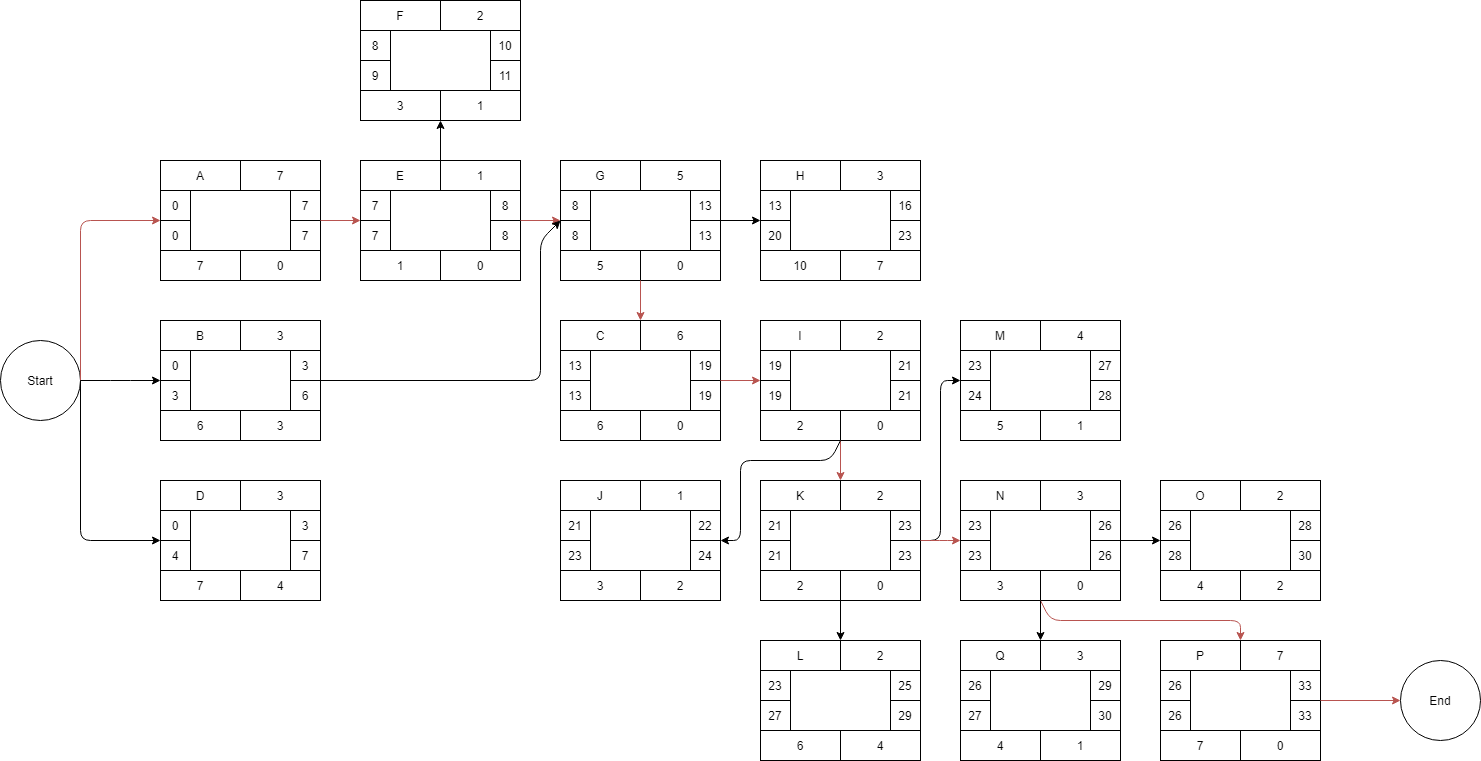 F 2
8 10
9 11
3 1
A 7
0 7
0 7
7 0
E 1
7 8
7 8
1 0
G 5
8 13
8 13
5 0
H 3
13 16
20 23
10 7
Start
B 3
0 3
3 6
6 3
C 6
13 19
13 19
6 0
I 2
19 21
19 21
2 0
M 4
23 27
24 28
5 1
D 3
0 3
4 7
7 4
J 1
21 22
23 24
3 2
K 2
21 23
21 23
2 0
N 3
23 26
23 26
3 0
O 2
26 28
28 30
4 2
L 2
23 25
27 29
6 4
Q 3
26 29
27 30
4 1
P 7
26 33
26 33
7 0
End